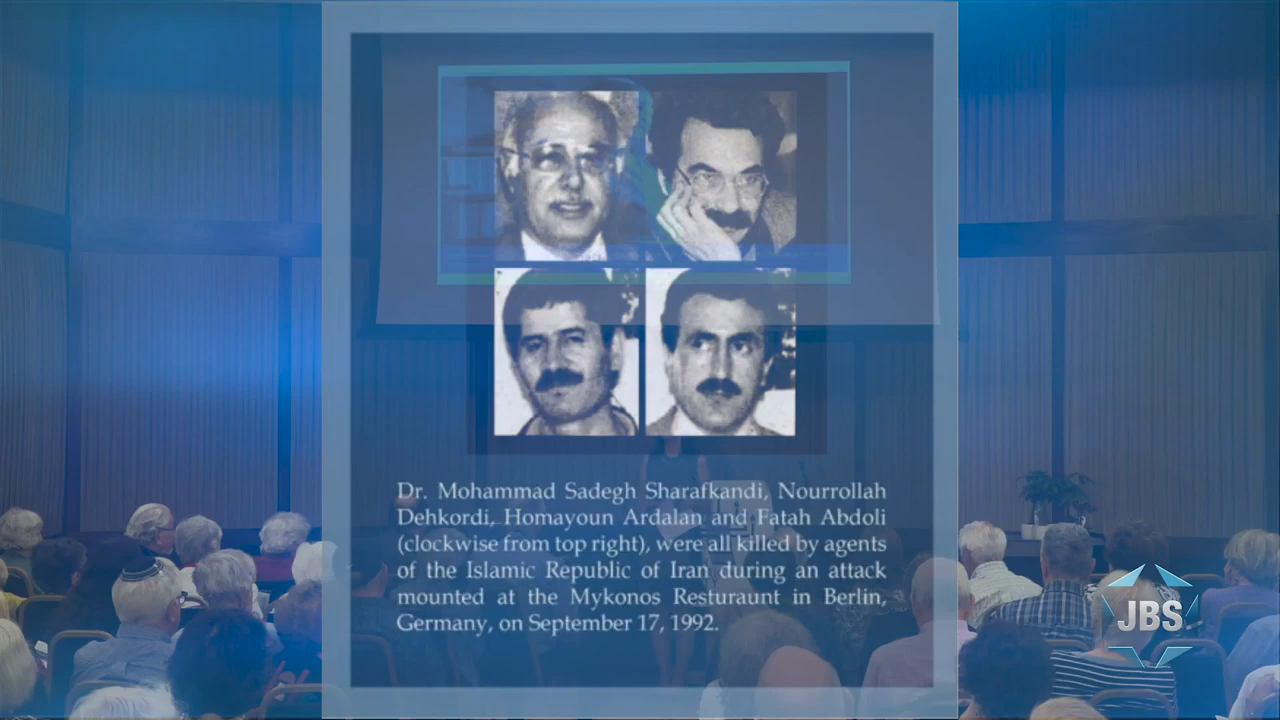 Dr. Mohammad Sadegh Sharafkandi, Nourrollah
Dehkordi, Homayoun Ardalan and Fatah Abdoli
(clockwise from top right), were all killed by agents
of the Islamic Republic of Iran during an attack
mounted at the Mykonos Resturaunt in Berlin,
Germany, on September 17, 1992.
JBS